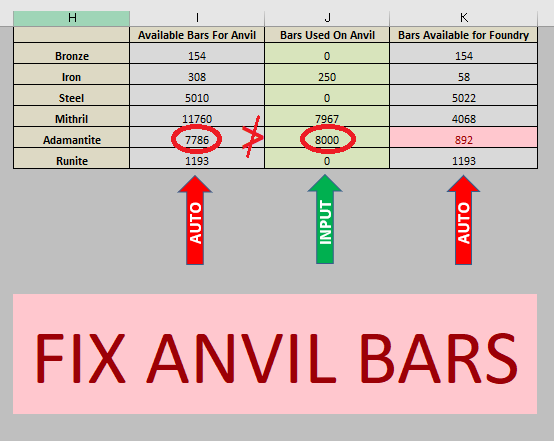 H I J K
Available Bars For Anvil Bars Used On Anvil Bars Available for Foundry
Bronze 154 0 154
Iron 308 250 58
Steel 5010 0 5022
Mithril 11760 7967 4068
Adamantite 7786 8000 892
Runite 1193 0 1193
AUTO INPUT AUTO
FIX ANVIL BARS